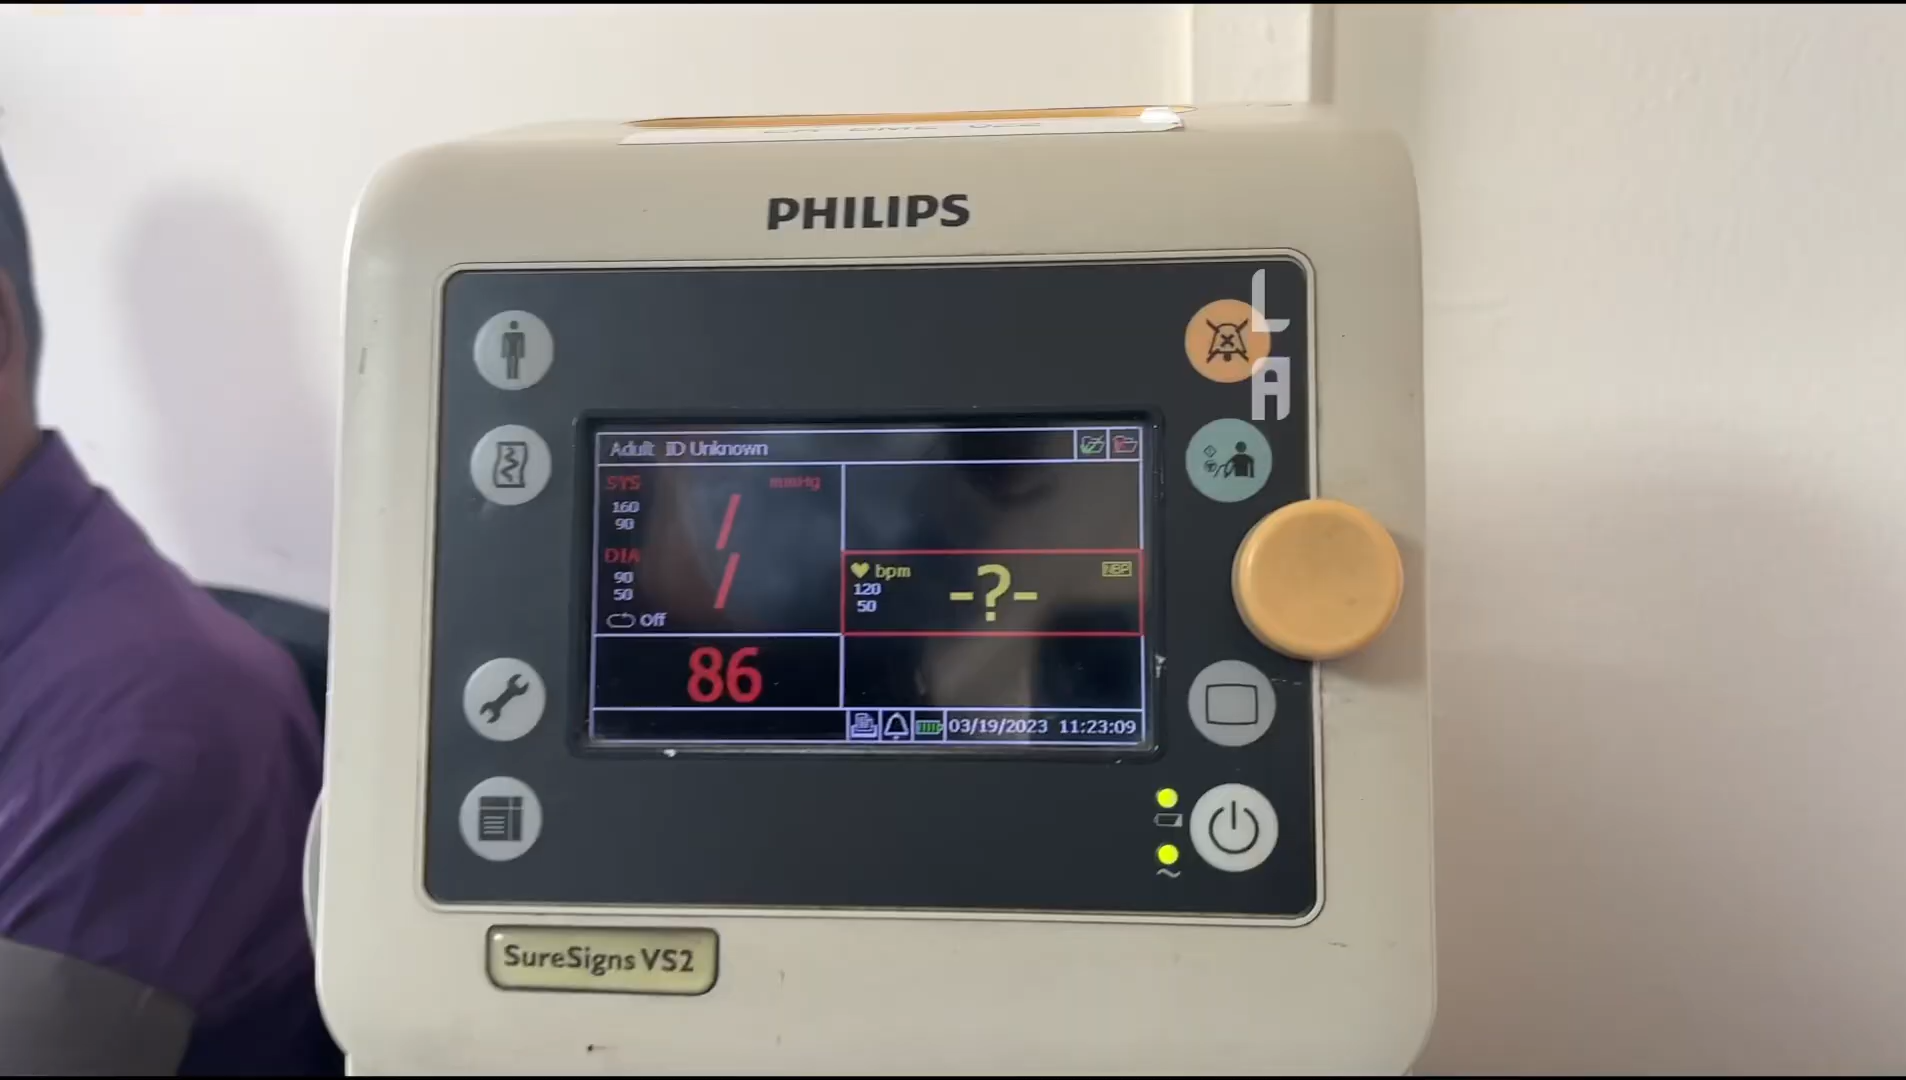 PHILIPS
L
A
Adult ID Unknown
SYS
mmHg
160
90
/
DIA
90
50
/
Off
bpm
120
50
-?-
NBP
86
03/19/2023 11:23:09
SureSigns VS2